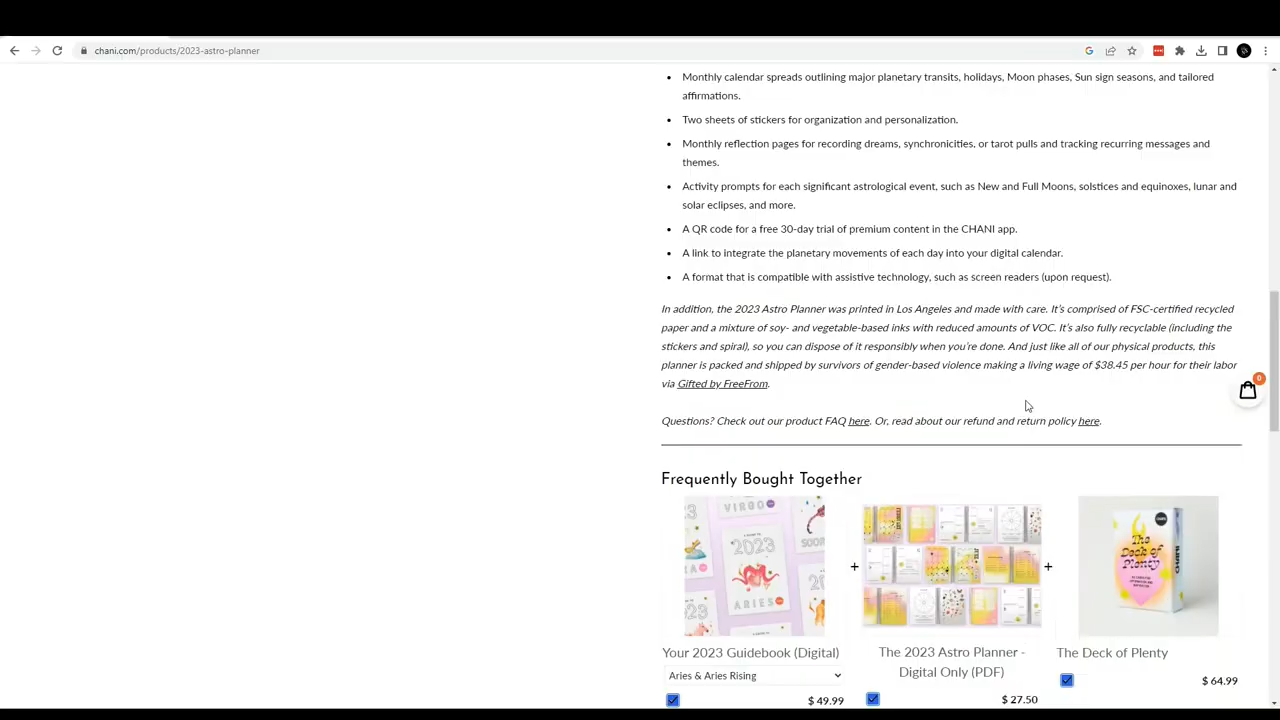 chani.com/products/2023-astro-planner
Monthly calendar spreads outlining major planetary transits, holidays, Moon phases, Sun sign seasons, and tailored
affirmations.
Two sheets of stickers for organization and personalization.
Monthly reflection pages for recording dreams, synchronicities, or tarot pulls and tracking recurring messages and
themes.
Activity prompts for each significant astrological event, such as New and Full Moons, solstices and equinoxes, lunar and
solar eclipses, and more.
A QR code for a free 30-day trial of premium content in the CHANI app.
A link to integrate the planetary movements of each day into your digital calendar.
A format that is compatible with assistive technology, such as screen readers (upon request).
In addition, the 2023 Astro Planner was printed in Los Angeles and made with care. It's comprised of FSC-certified recycled
paper and a mixture of soy- and vegetable-based inks with reduced amounts of VOC. It's also fully recyclable (including the
stickers and spiral), so you can dispose of it responsibly when you're done. And just like all of our physical products, this
planner is packed and shipped by survivors of gender-based violence making a living wage of $38.45 per hour for their labor
via Gifted by FreeFrom.
0
Questions? Check out our product FAQ here. Or, read about our refund and return policy here.
Frequently Bought Together
VIRGO
2023
ARIES
2023
+
+
The Deck of Plenty
CHANI
Your 2023 Guidebook (Digital)
Aries & Aries Rising
$ 49.99
The 2023 Astro Planner -
Digital Only (PDF)
$ 27.50
The Deck of Plenty
$ 64.99